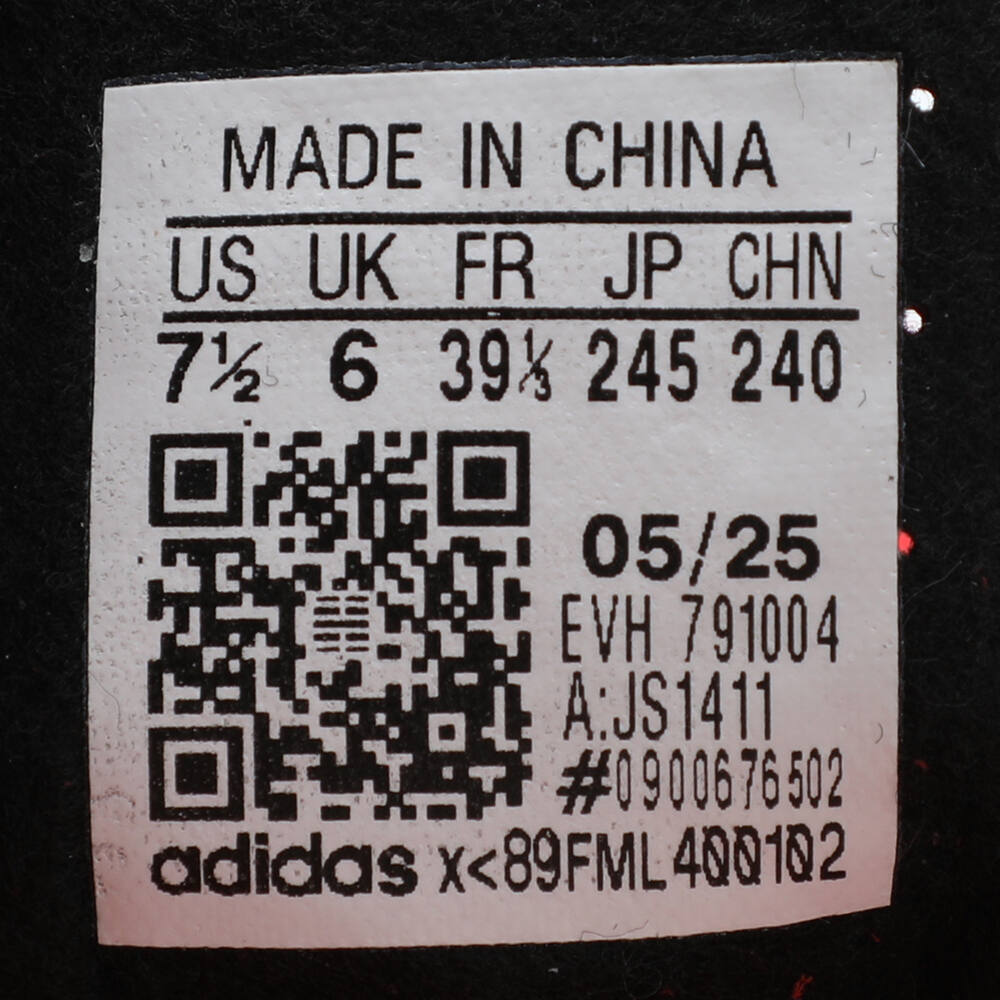 MADE IN CHINA
US UK FR JP CHN
7½ 6 39⅓ 245 240
05/25
EVH 791004
A:JS1411
#0900676502
adidas x<89FML400102